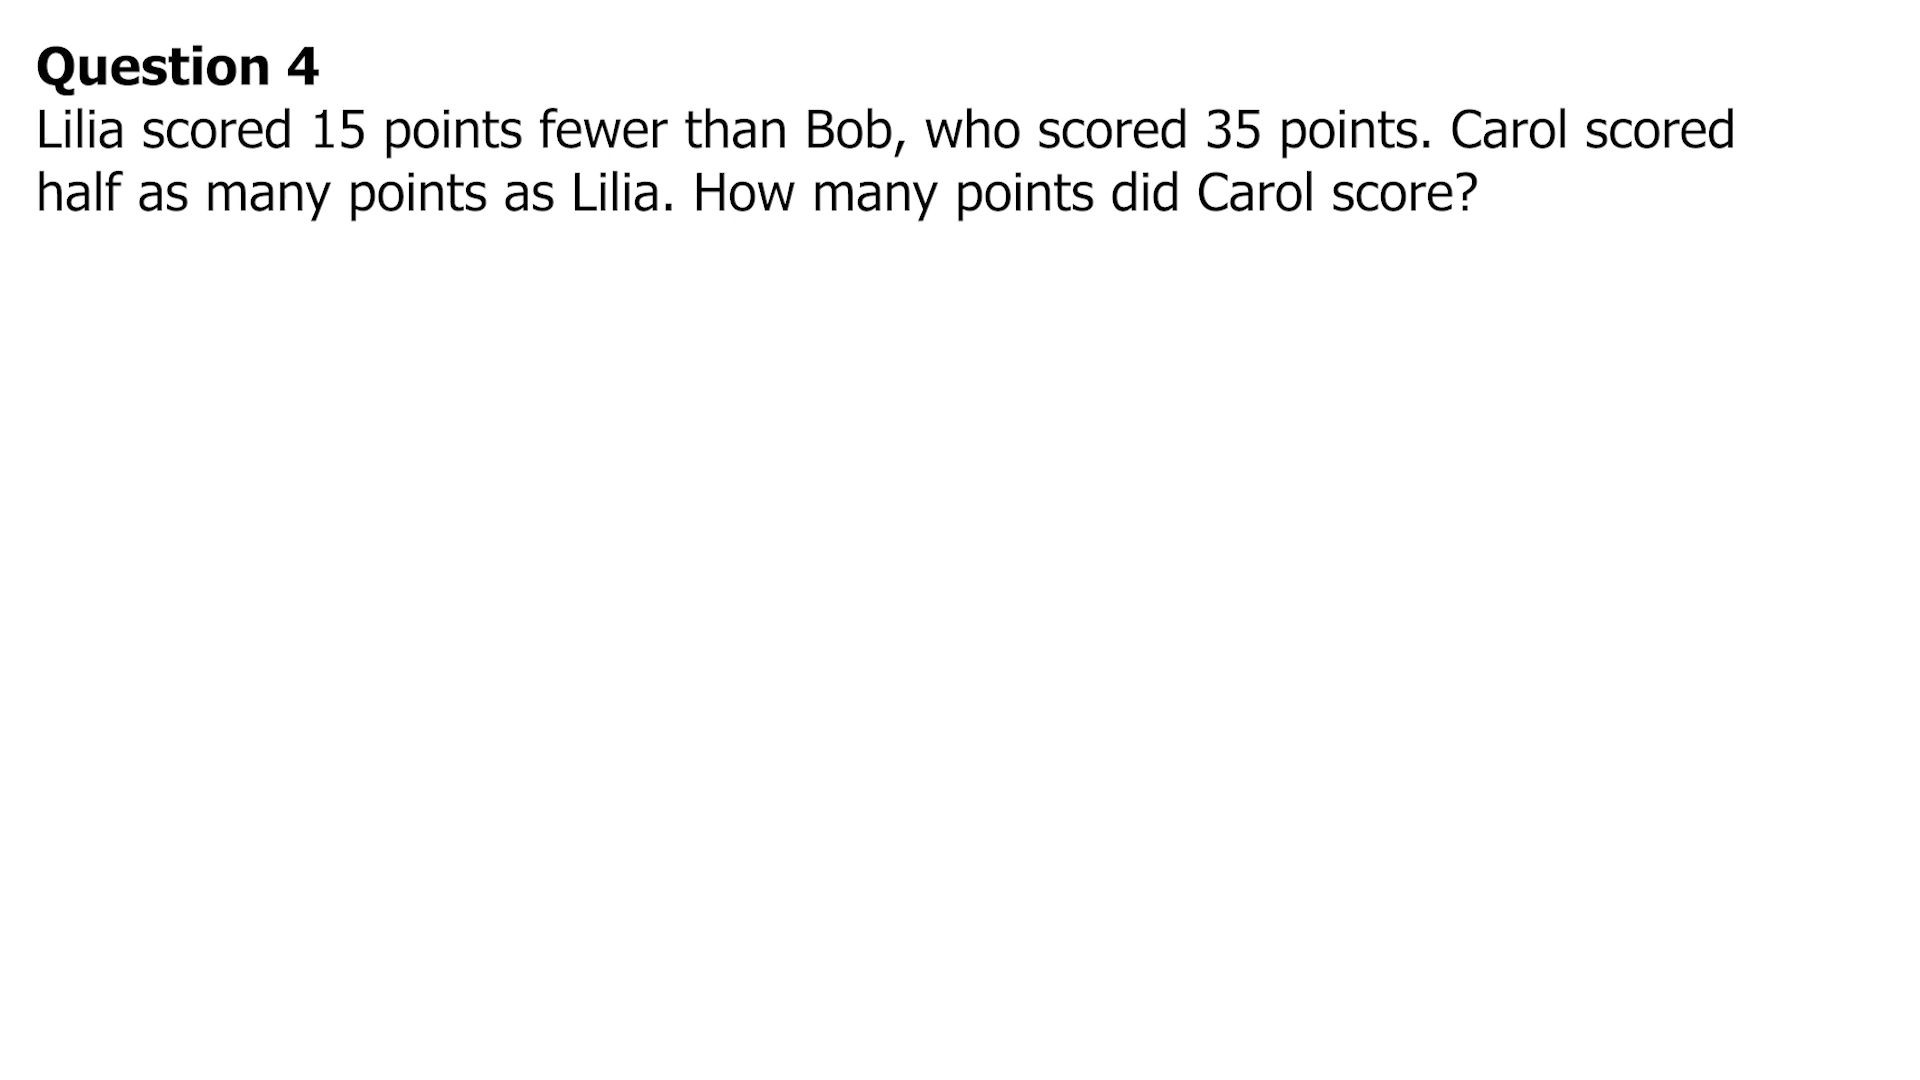 Question 4
Lilia scored 15 points fewer than Bob, who scored 35 points. Carol scored
half as many points as Lilia. How many points did Carol score?